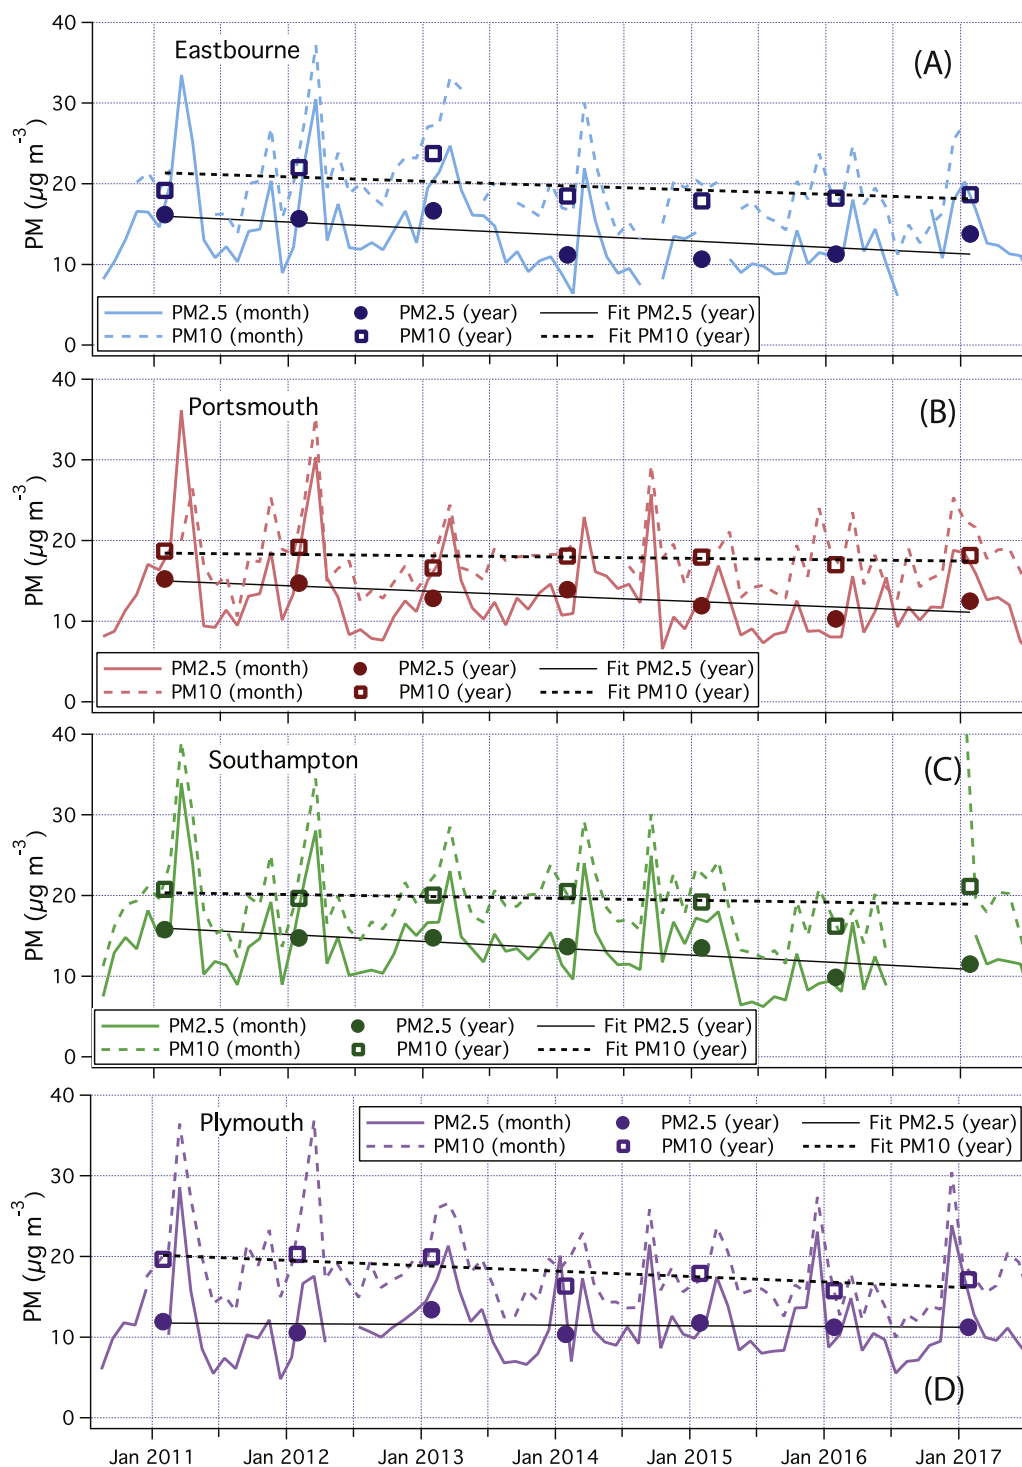 40
Eastbourne
(A)
30
20
10
0
PM (µg m-3)
PM2.5 (month) PM2.5 (year) Fit PM2.5 (year)
PM10 (month) PM10 (year) Fit PM10 (year)
40
Portsmouth
(B)
30
20
10
0
PM (µg m-3)
PM2.5 (month) PM2.5 (year) Fit PM2.5 (year)
PM10 (month) PM10 (year) Fit PM10 (year)
40
Southampton
(C)
30
20
10
0
PM (µg m-3)
PM2.5 (month) PM2.5 (year) Fit PM2.5 (year)
PM10 (month) PM10 (year) Fit PM10 (year)
40
Plymouth
PM2.5 (month) PM2.5 (year) Fit PM2.5 (year)
PM10 (month) PM10 (year) Fit PM10 (year)
30
20
10
0
PM (µg m-3)
(D)
Jan 2011 Jan 2012 Jan 2013 Jan 2014 Jan 2015 Jan 2016 Jan 2017